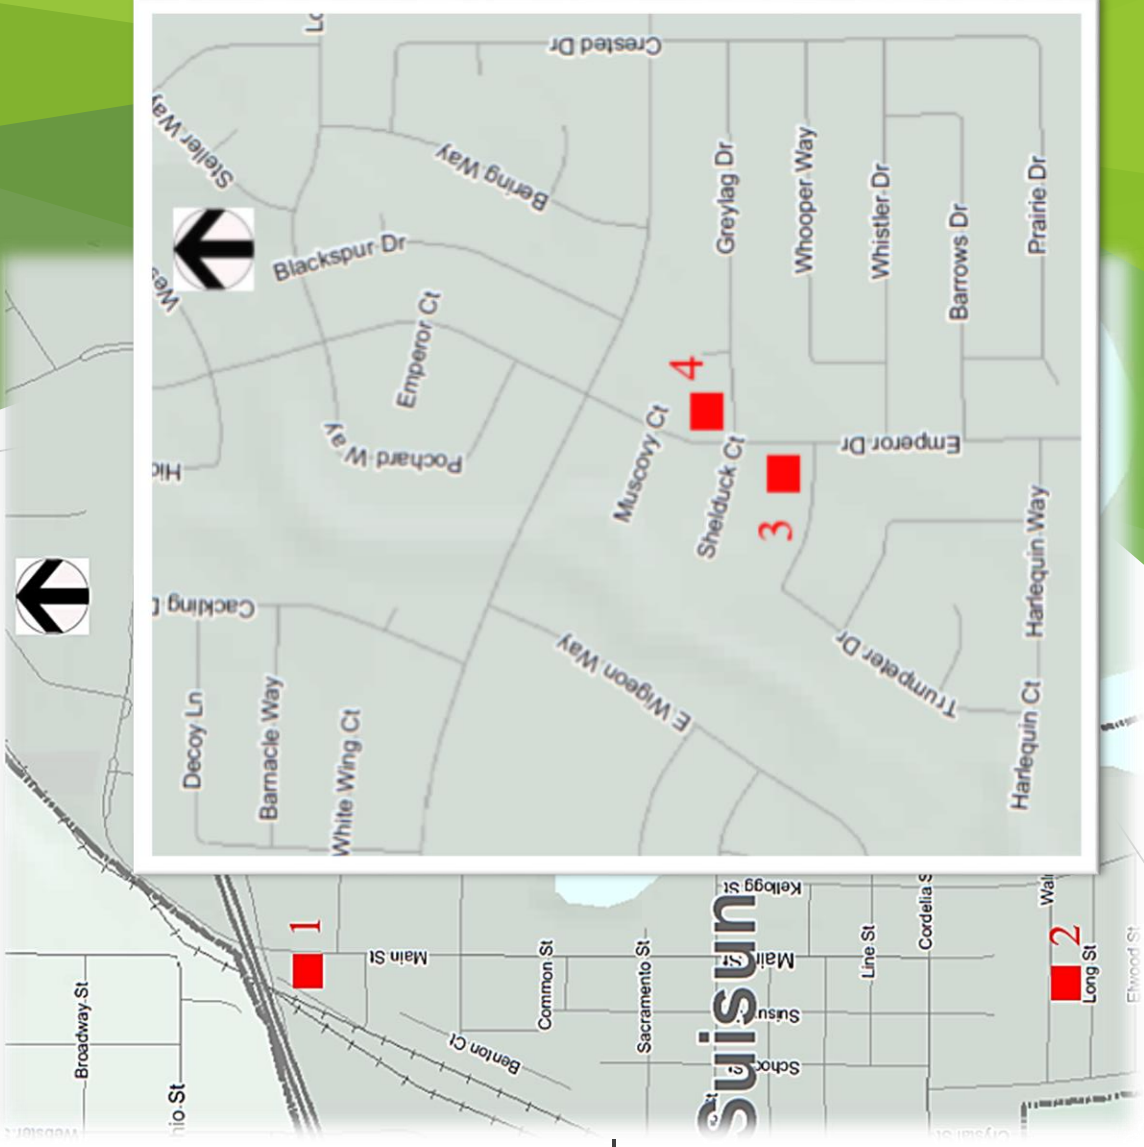 Crested Dr
Steller Way
Bering Way
Greylag Dr
Whooper Way
Whistler Dr
Prairie Dr
Barrows Dr
Blackspur Dr
Emperor Ct
4
Muscovy Ct
Pochard Way
Emperor Dr
Shelduck Ct
3
Harlequin Way
Cackling
Trumpeter Dr
E Wigeon Way
Decoy Ln
Barnacle Way
Harlequin Ct
White Wing Ct
Kellogg St
1
Main St
Common St
Sacramento St
Suisun
Main St
Line St
Cordelia S
2
Long St
Elwood St
Broadway St
Benton Ct